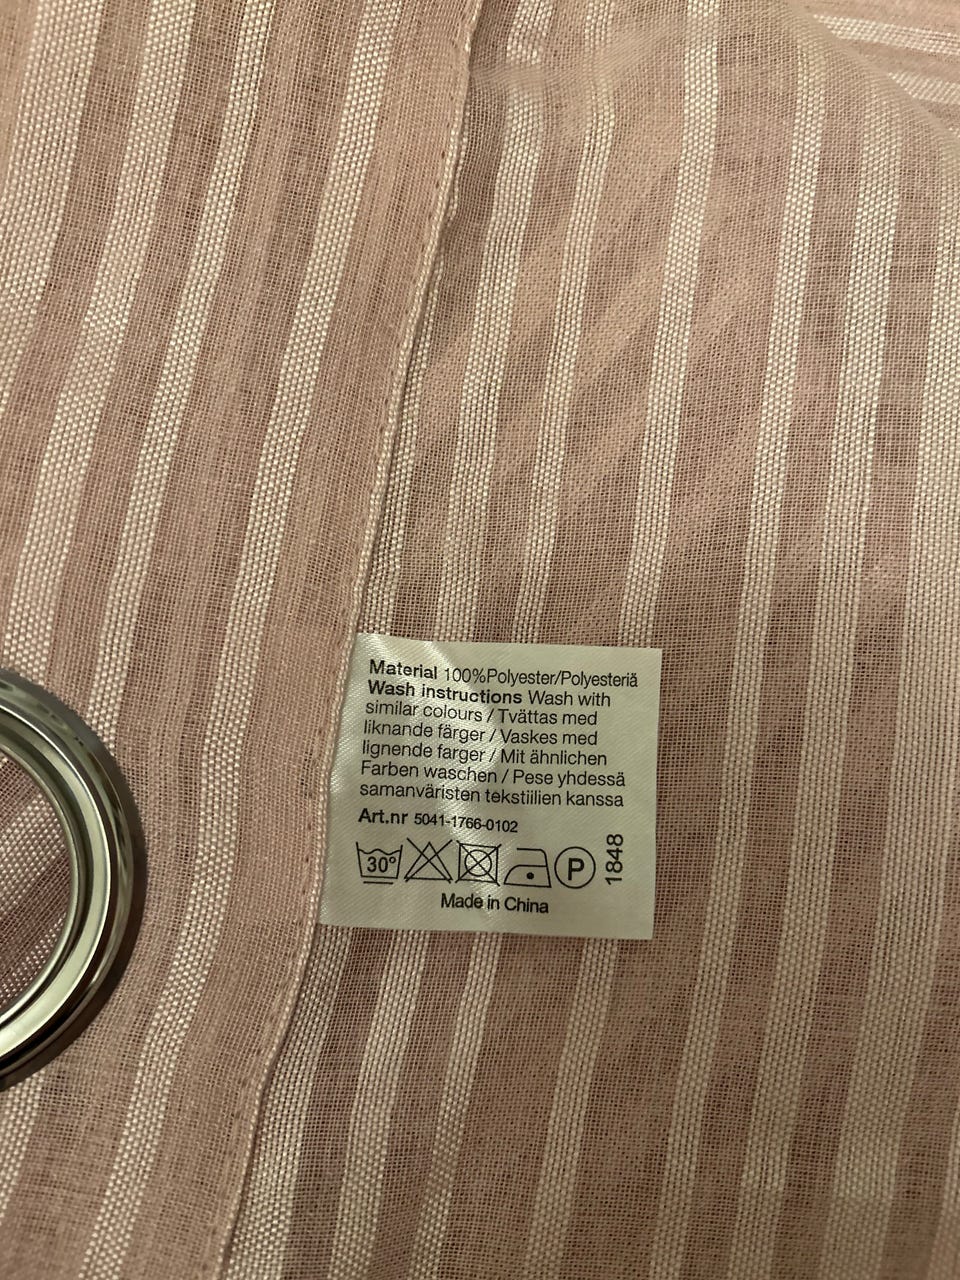 Material 100%Polyester/Polyesteriä
Wash instructions Wash with
similar colours / Tvättas med
liknande färger / Vaskes med
lignende farger / Mit ähnlichen
Farben waschen / Pese yhdessä
samanväristen tekstiilien kanssa
Art.nr 5041-1766-0102
30° P 1848
Made in China